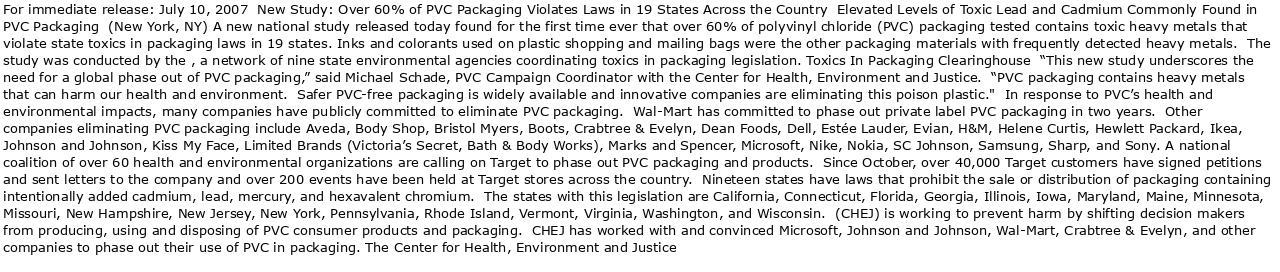 For immediate release: July 10, 2007  New Study: Over 60% of PVC Packaging Violates Laws in 19 States Across the Country  Elevated Levels of Toxic Lead and Cadmium Commonly Found in
PVC Packaging  (New York, NY) A new national study released today found for the first time ever that over 60% of polyvinyl chloride (PVC) packaging tested contains toxic heavy metals that
violate state toxics in packaging laws in 19 states. Inks and colorants used on plastic shopping and mailing bags were the other packaging materials with frequently detected heavy metals.  The
study was conducted by the , a network of nine state environmental agencies coordinating toxics in packaging legislation. Toxics In Packaging Clearinghouse  “This new study underscores the
need for a global phase out of PVC packaging,” said Michael Schade, PVC Campaign Coordinator with the Center for Health, Environment and Justice.  “PVC packaging contains heavy metals
that can harm our health and environment.  Safer PVC-free packaging is widely available and innovative companies are eliminating this poison plastic."  In response to PVC’s health and
environmental impacts, many companies have publicly committed to eliminate PVC packaging.  Wal-Mart has committed to phase out private label PVC packaging in two years.  Other
companies eliminating PVC packaging include Aveda, Body Shop, Bristol Myers, Boots, Crabtree & Evelyn, Dean Foods, Dell, Estée Lauder, Evian, H&M, Helene Curtis, Hewlett Packard, Ikea,
Johnson and Johnson, Kiss My Face, Limited Brands (Victoria’s Secret, Bath & Body Works), Marks and Spencer, Microsoft, Nike, Nokia, SC Johnson, Samsung, Sharp, and Sony. A national
coalition of over 60 health and environmental organizations are calling on Target to phase out PVC packaging and products.  Since October, over 40,000 Target customers have signed petitions
and sent letters to the company and over 200 events have been held at Target stores across the country.  Nineteen states have laws that prohibit the sale or distribution of packaging containing
intentionally added cadmium, lead, mercury, and hexavalent chromium.  The states with this legislation are California, Connecticut, Florida, Georgia, Illinois, Iowa, Maryland, Maine, Minnesota,
Missouri, New Hampshire, New Jersey, New York, Pennsylvania, Rhode Island, Vermont, Virginia, Washington, and Wisconsin.  (CHEJ) is working to prevent harm by shifting decision makers
from producing, using and disposing of PVC consumer products and packaging.  CHEJ has worked with and convinced Microsoft, Johnson and Johnson, Wal-Mart, Crabtree & Evelyn, and other
companies to phase out their use of PVC in packaging. The Center for Health, Environment and Justice